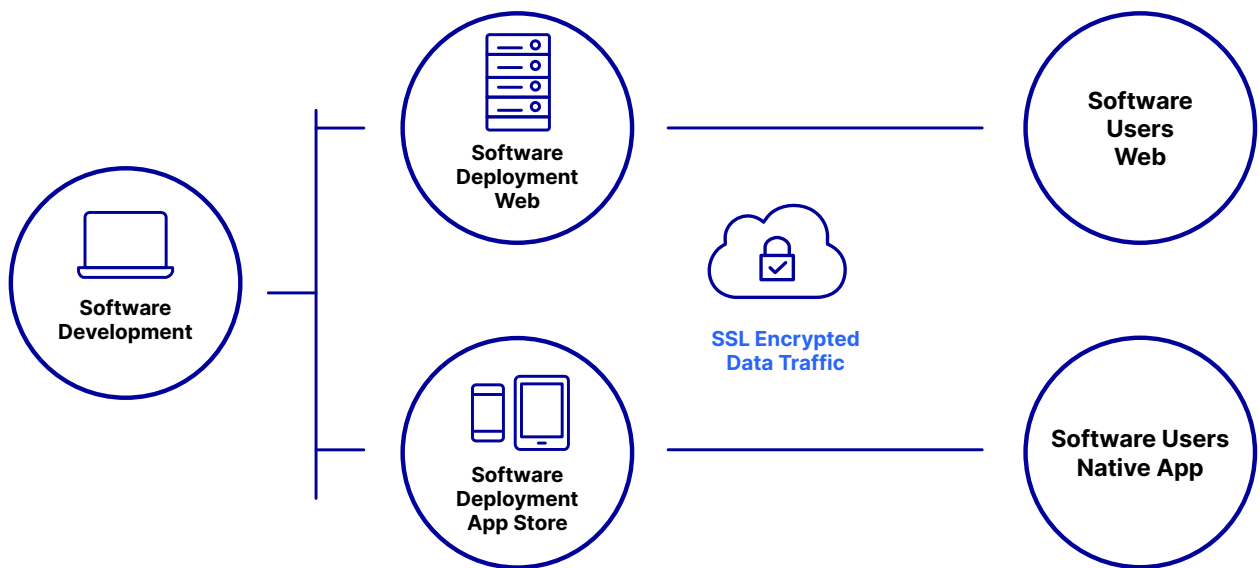 Software
Development
Software
Deployment
Web
Software
Deployment
App Store
SSL Encrypted
Data Traffic
Software
Users
Web
Software Users
Native App